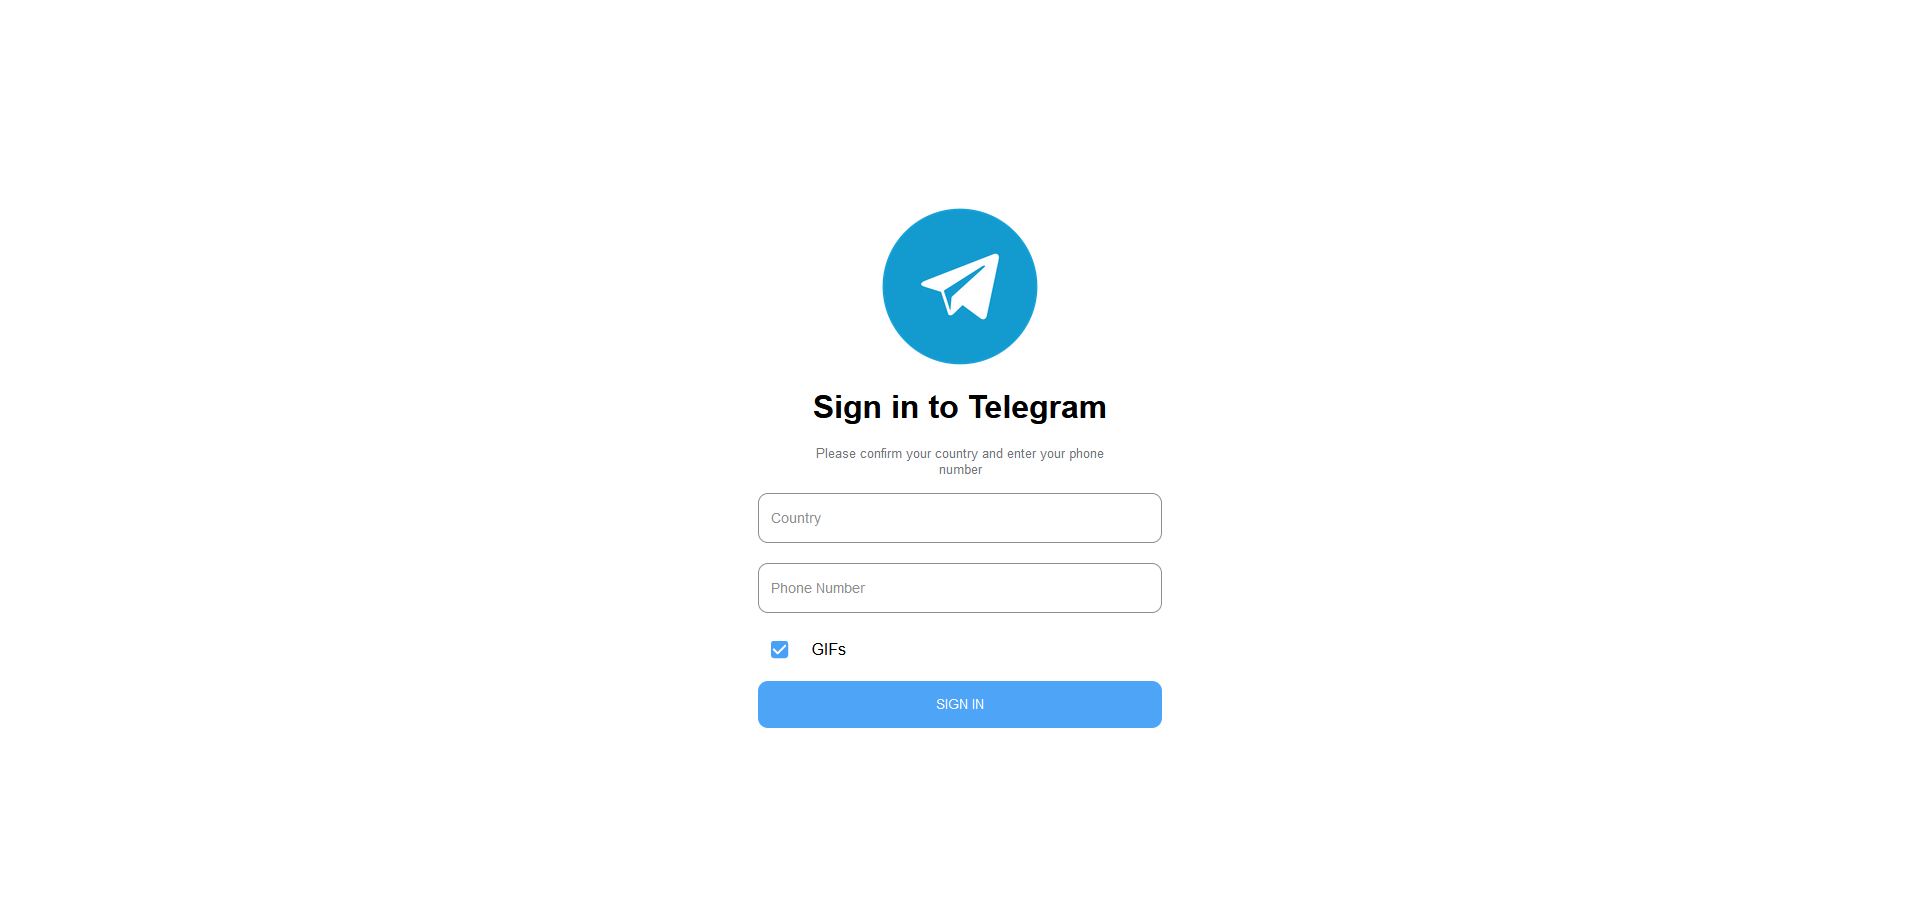 Sign in to Telegram
Please confirm your country and enter your phone
number
Country
Phone Number
GIFs
SIGN IN